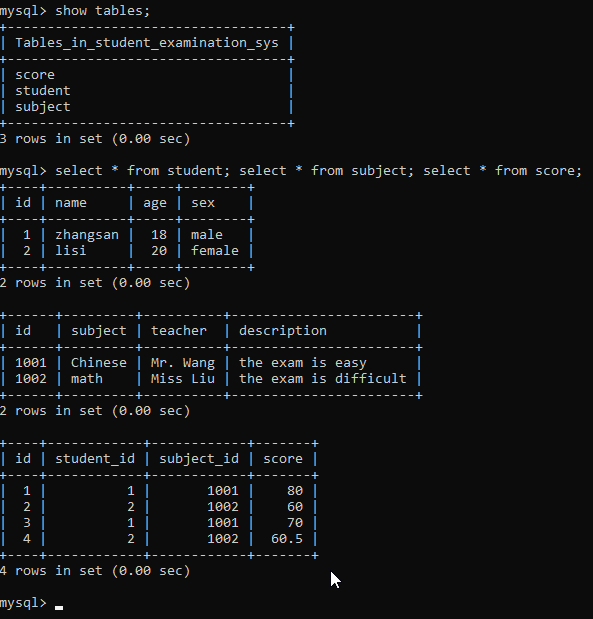 mysql> show tables;
+-----------------------------------+
| Tables_in_student_examination_sys |
+-----------------------------------+
| score                             |
| student                           |
| subject                           |
+-----------------------------------+
3 rows in set (0.00 sec)
mysql> select * from student; select * from subject; select * from score;
+----+----------+-----+--------+
| id | name     | age | sex    |
+----+----------+-----+--------+
|  1 | zhangsan |  18 | male   |
|  2 | lisi     |  20 | female |
+----+----------+-----+--------+
2 rows in set (0.00 sec)
+------+---------+----------+-----------------------+
| id   | subject | teacher  | description           |
+------+---------+----------+-----------------------+
| 1001 | Chinese | Mr. Wang | the exam is easy      |
| 1002 | math    | Miss Liu | the exam is difficult |
+------+---------+----------+-----------------------+
2 rows in set (0.00 sec)
+----+------------+------------+-------+
| id | student_id | subject_id | score |
+----+------------+------------+-------+
|  1 |          1 |       1001 |    80 |
|  2 |          2 |       1002 |    60 |
|  3 |          1 |       1001 |    70 |
|  4 |          2 |       1002 |  60.5 |
+----+------------+------------+-------+
4 rows in set (0.00 sec)
mysql> _